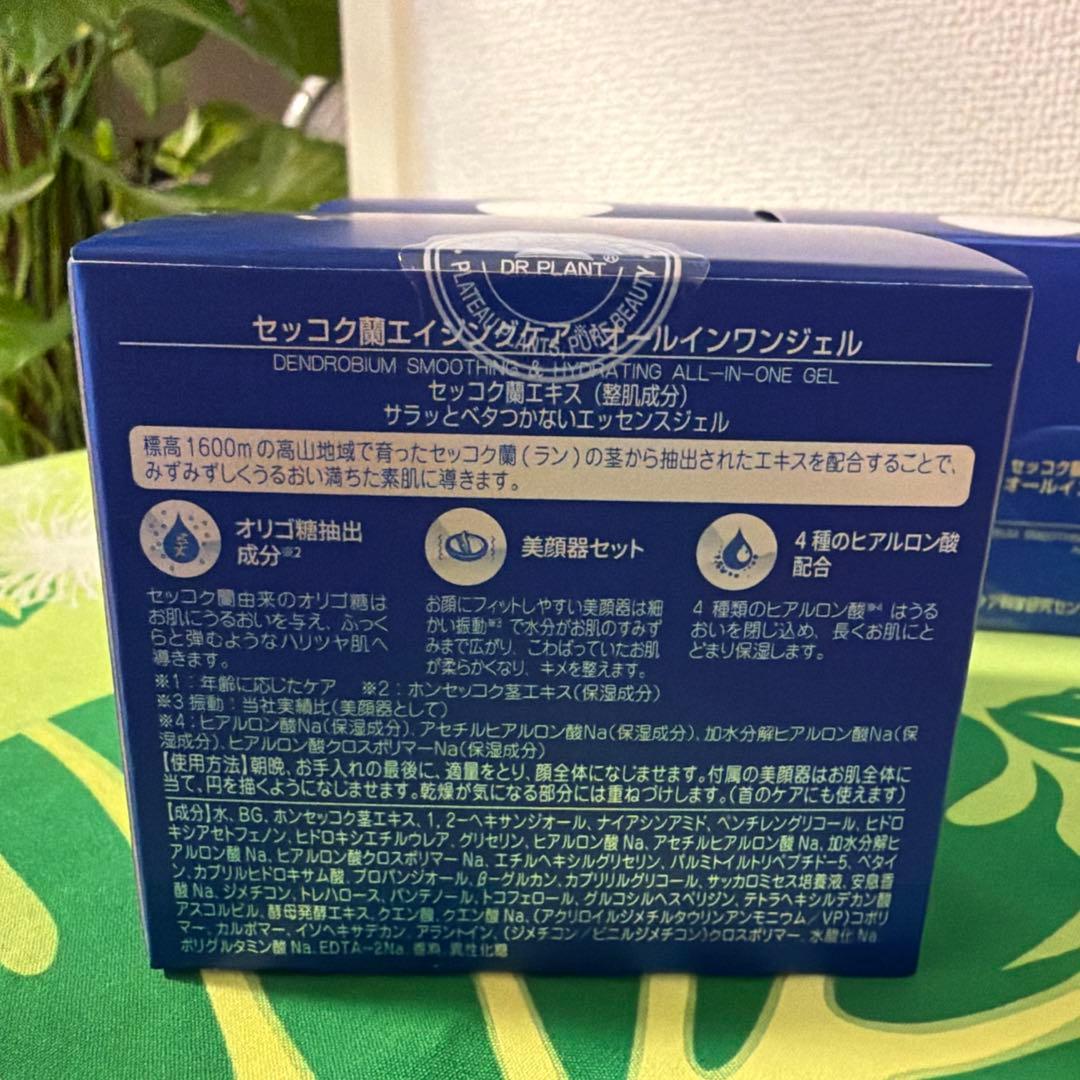 DR.PLANT®
PLATEAU PLANTS, PURE BEAUTY
セッコク蘭エイジングケア オールインワンジェル
DENDROBIUM SMOOTHING & HYDRATING ALL-IN-ONE GEL
セッコク蘭エキス（整肌成分）
サラッとベタつかないエッセンスジェル
標高1600mの高山地域で育ったセッコク蘭(ラン)の茎から抽出されたエキスを配合することで、
みずみずしくうるおい満ちた素肌に導きます。
オリゴ糖抽出
成分※2
セッコク蘭由来のオリゴ糖は
お肌にうるおいを与え、ふっく
らと弾むようなハリツヤ肌へ
導きます。
美顔器セット
お顔にフィットしやすい美顔器は細
かい振動※3 で水分がお肌のすみず
みまで広がり、こわばっていたお肌
が柔らかくなり、キメを整えます。
4種のヒアルロン酸
配合
4 種類のヒアルロン酸※4 はうる
おいを閉じ込め、長くお肌にと
どまり保湿します。
※1：年齢に応じたケア ※2：ホンセッコク茎エキス(保湿成分)
※3 振動：当社実績比(美顔器として)
※4：ヒアルロン酸Na(保湿成分)、アセチルヒアルロン酸Na(保湿成分)、加水分解ヒアルロン酸Na(保
湿成分)、ヒアルロン酸クロスポリマーNa(保湿成分)
【使用方法】朝晩、お手入れの最後に、適量をとり、顔全体になじませます。付属の美顔器はお肌全体に
当て、円を描くようになじませます。乾燥が気になる部分には重ねづけします。(首のケアにも使えます)
【成分】水、BG、ホンセッコク茎エキス、1,2-ヘキサンジオール、ナイアシンアミド、ペンチレングリコール、ヒドロ
キシアセトフェノン、ヒドロキシエチルウレア、グリセリン、ヒアルロン酸Na、アセチルヒアルロン酸Na、加水分解ヒ
アルロン酸Na、ヒアルロン酸クロスポリマーNa、エチルヘキシルグリセリン、パルミトイルトリペプチド-5、ベタイ
ン、カプリルヒドロキサム酸、プロパンジオール、β-グルカン、カプリリルグリコール、サッカロミセス培養液、安息香
酸Na、ジメチコン、トレハロース、パンテノール、トコフェロール、グルコシルヘスペリジン、テトラヘキシルデカン酸
アスコルビル、酵母発酵エキス、クエン酸、クエン酸Na、(アクリロイルジメチルタウリンアンモニウム/VP)コポリ
マー、カルボマー、イソヘキサデカン、アラントイン、(ジメチコン/ビニルジメチコン)クロスポリマー、水酸化Na
ポリグルタミン酸Na、EDTA-2Na、香料、異性化糖
セッコク蘭
オールイ